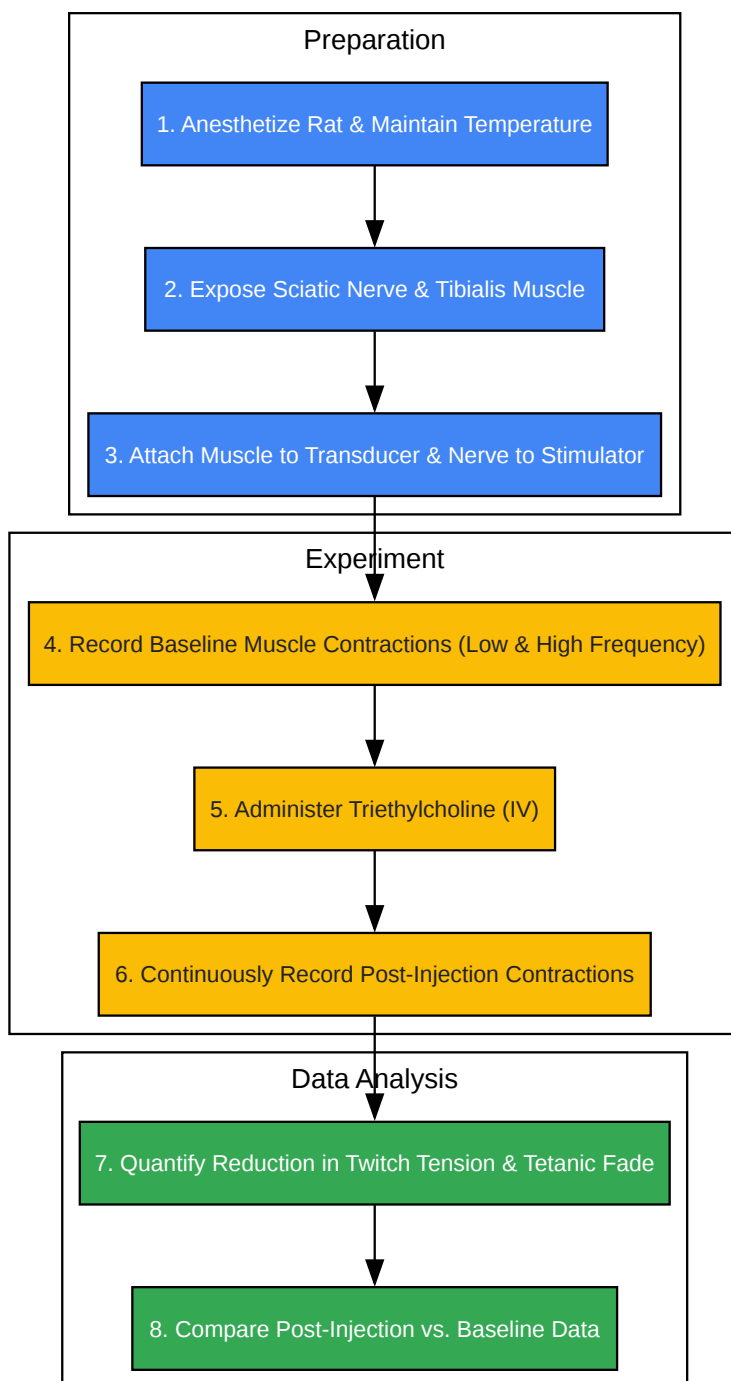 Preparation
1. Anesthetize Rat & Maintain Temperature
2. Expose Sciatic Nerve & Tibialis Muscle
3. Attach Muscle to Transducer & Nerve to Stimulator
Experiment
4. Record Baseline Muscle Contractions (Low & High Frequency)
5. Administer Triethylcholine (IV)
6. Continuously Record Post-Injection Contractions
Data Analysis
7. Quantify Reduction in Twitch Tension & Tetanic Fade
8. Compare Post-Injection vs. Baseline Data